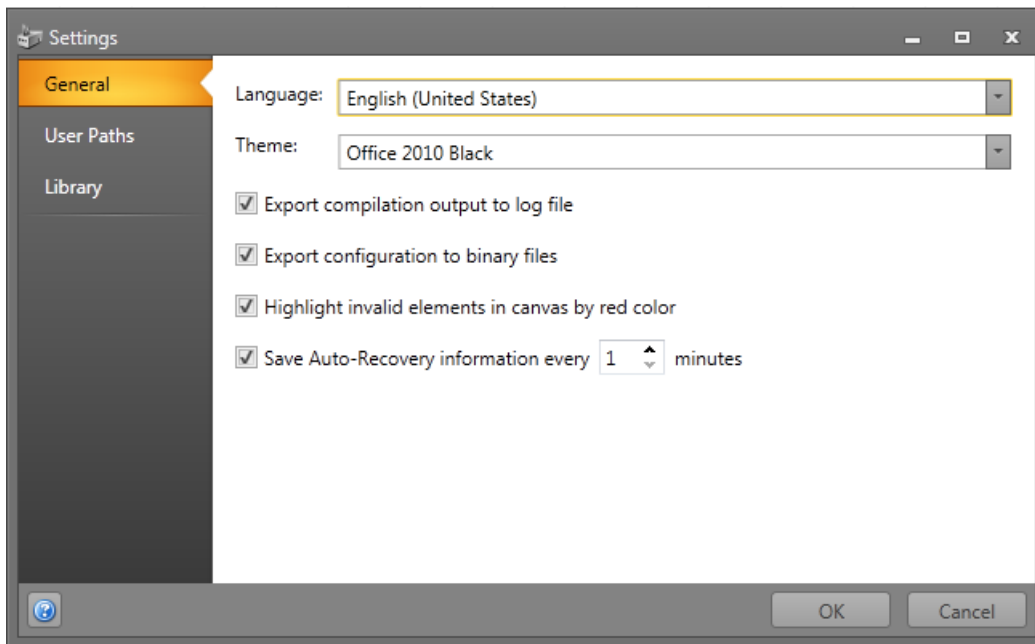 Settings
General
User Paths
Library
Language: English (United States)
Theme: Office 2010 Black
Export compilation output to log file
Export configuration to binary files
Highlight invalid elements in canvas by red color
Save Auto-Recovery information every 1 minutes
? OK Cancel